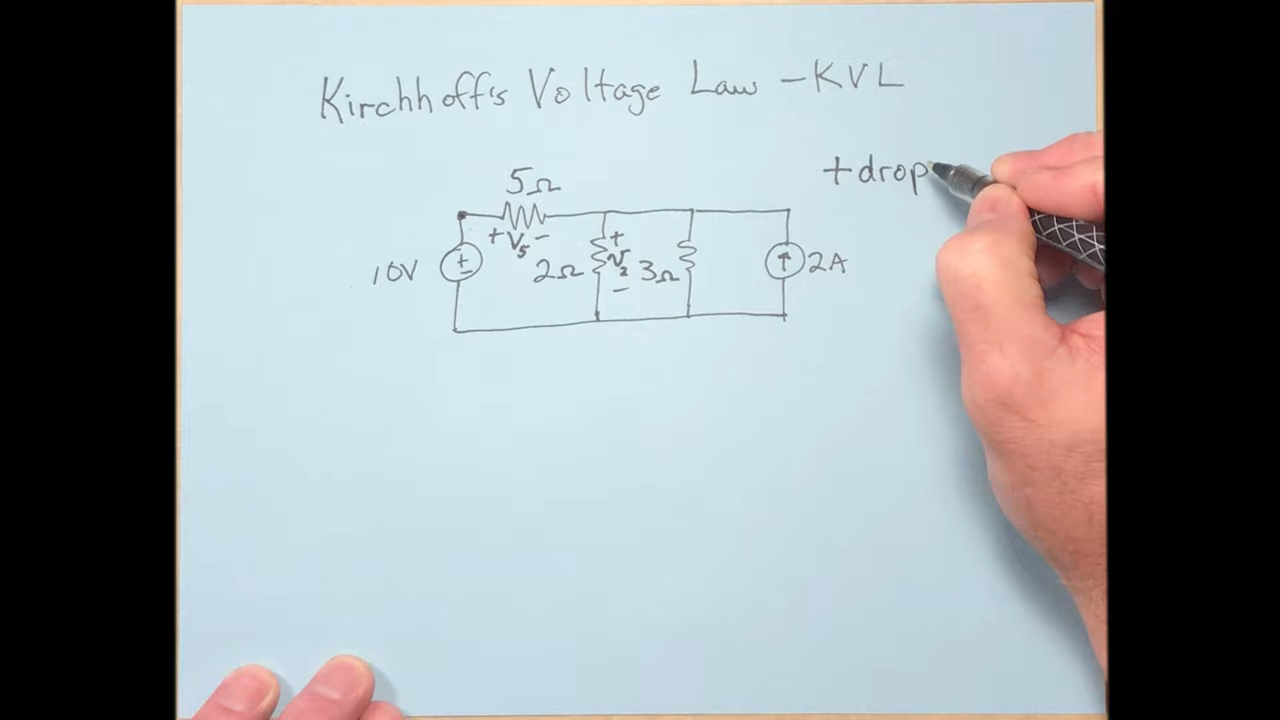 Kirchhoff's Voltage Law - KVL
+drop
5Ω
+ V5 -
10V
+
-
2Ω
+
V2
-
3Ω
2A